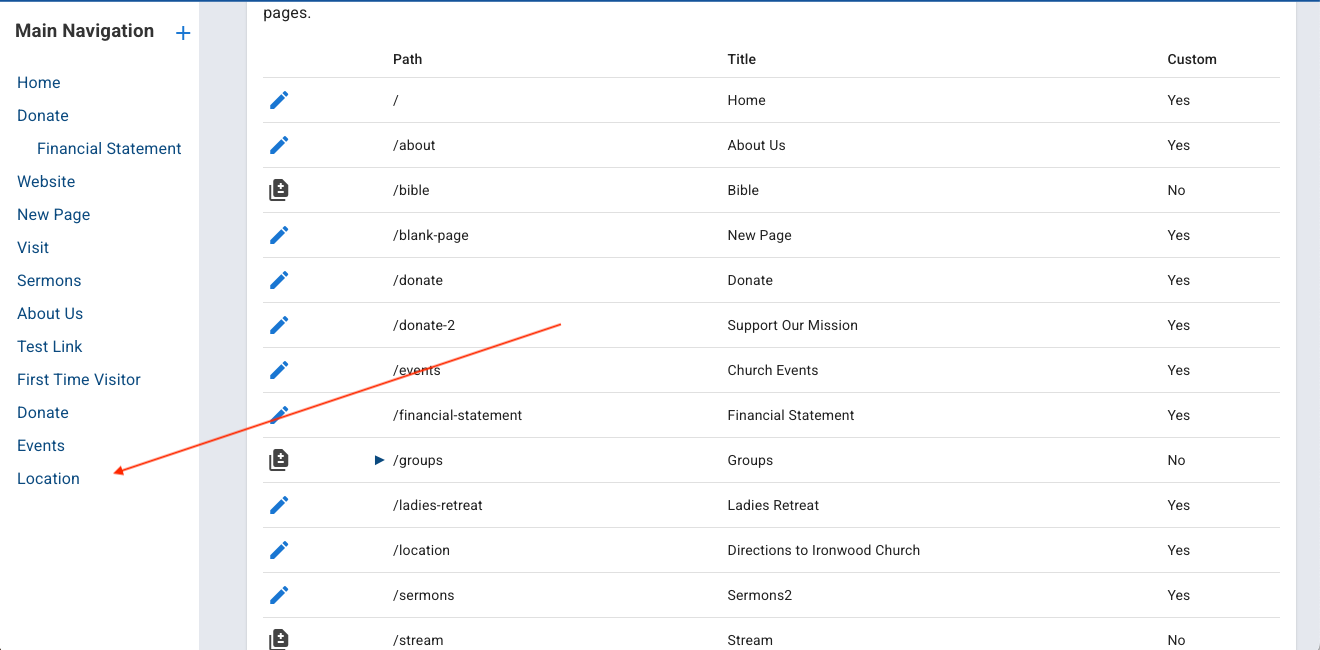 pages.
Main Navigation +
Home
Donate
Financial Statement
Website
New Page
Visit
Sermons
About Us
Test Link
First Time Visitor
Donate
Events
Location
Path Title Custom
/ Home Yes
/about About Us Yes
/bible Bible No
/blank-page New Page Yes
/donate Donate Yes
/donate-2 Support Our Mission Yes
/events Church Events Yes
/financial-statement Financial Statement Yes
/groups Groups No
/ladies-retreat Ladies Retreat Yes
/location Directions to Ironwood Church Yes
/sermons Sermons2 Yes
/stream Stream No